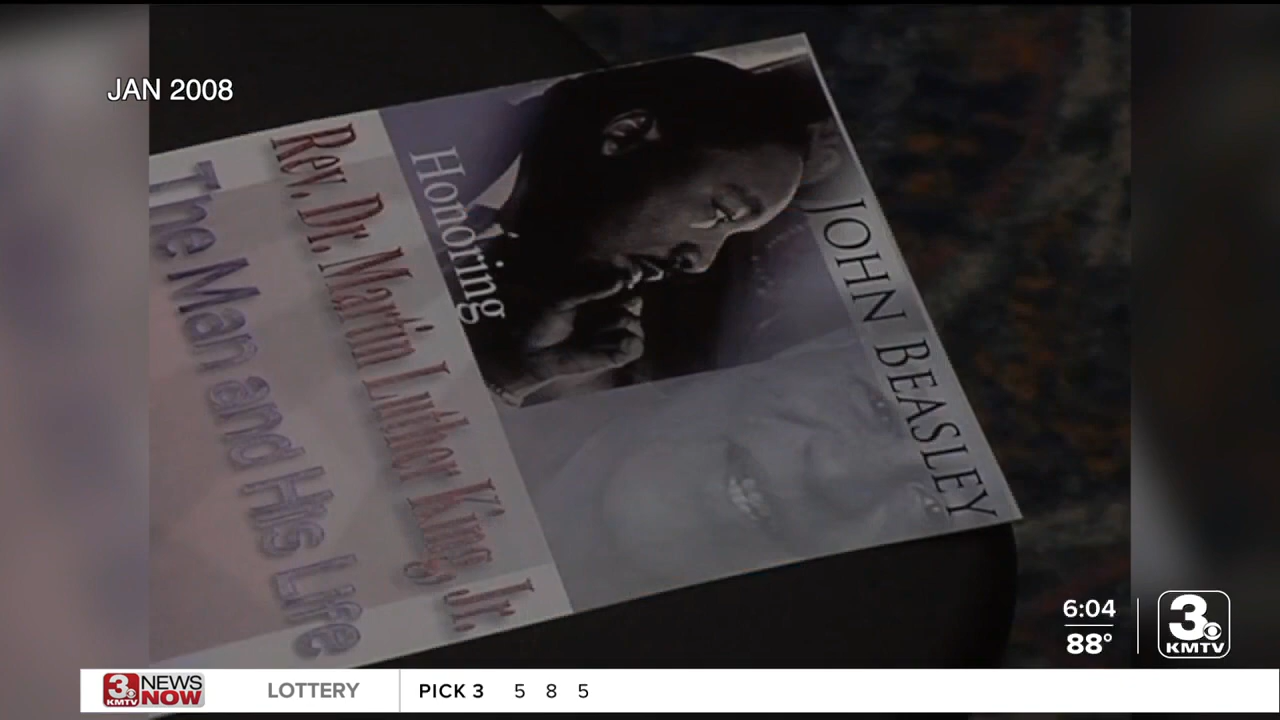 JAN 2008
JOHN BEASLEY
Honoring
Rev. Dr. Martin Luther King, Jr.
The Man and His Life
6:04
88°
3
KMTV
3 NEWS
KMTV NOW
LOTTERY
PICK 3 5 8 5